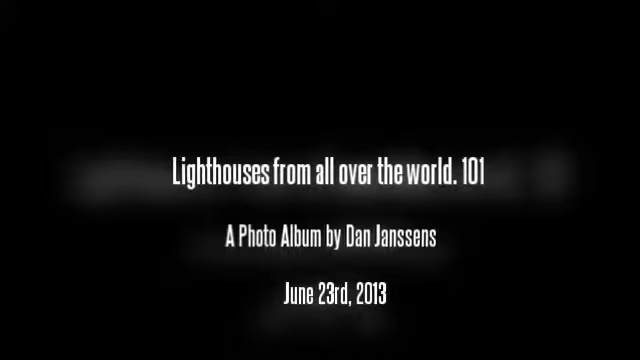 Lighthouses from all over the world. 101
A Photo Album by Dan Janssens
June 23rd, 2013